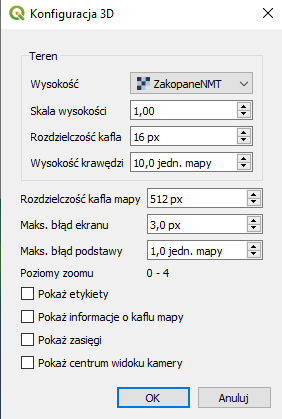 Konfiguracja 3D
Teren
Wysokość ZakopaneNMT
Skala wysokości 1,00
Rozdzielczość kafla 16 px
Wysokość krawędzi 10,0 jedn. mapy
Rozdzielczość kafla mapy 512 px
Maks. błąd ekranu 3,0 px
Maks. błąd podstawy 1,0 jedn. mapy
Poziomy zoomu 0 - 4
Pokaż etykiety
Pokaż informacje o kaflu mapy
Pokaż zasięgi
Pokaż centrum widoku kamery
OK Anuluj